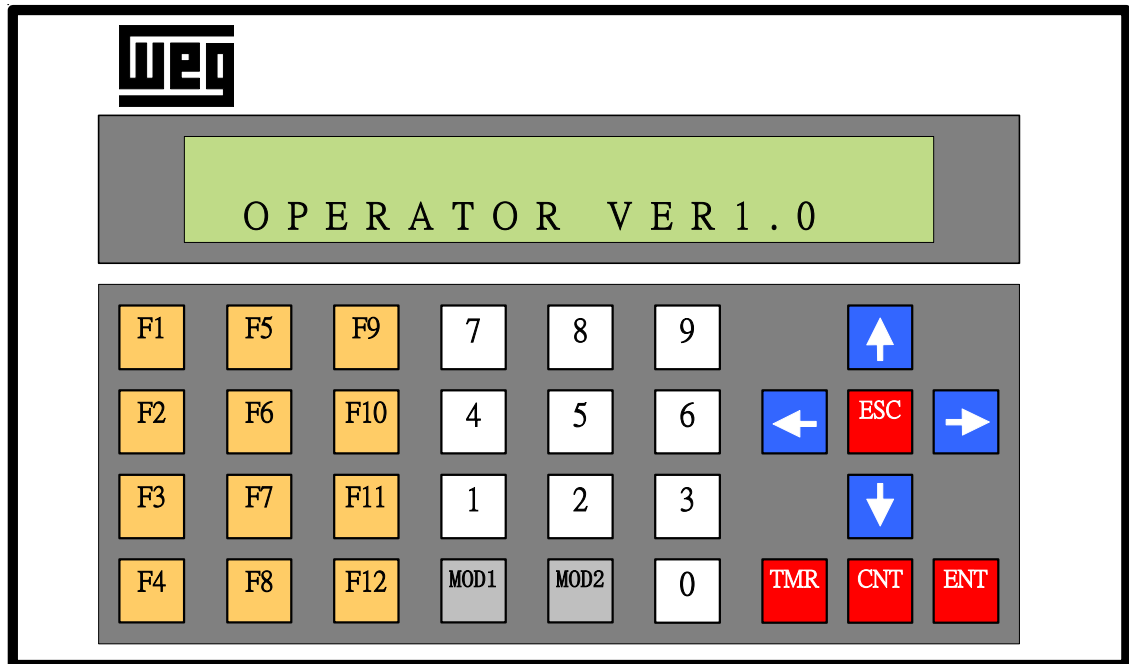 weg
OPERATOR VER1.0
F1 F5 F9 7 8 9
F2 F6 F10 4 5 6 ESC
F3 F7 F11 1 2 3
F4 F8 F12 MOD1 MOD2 0 TMR CNT ENT